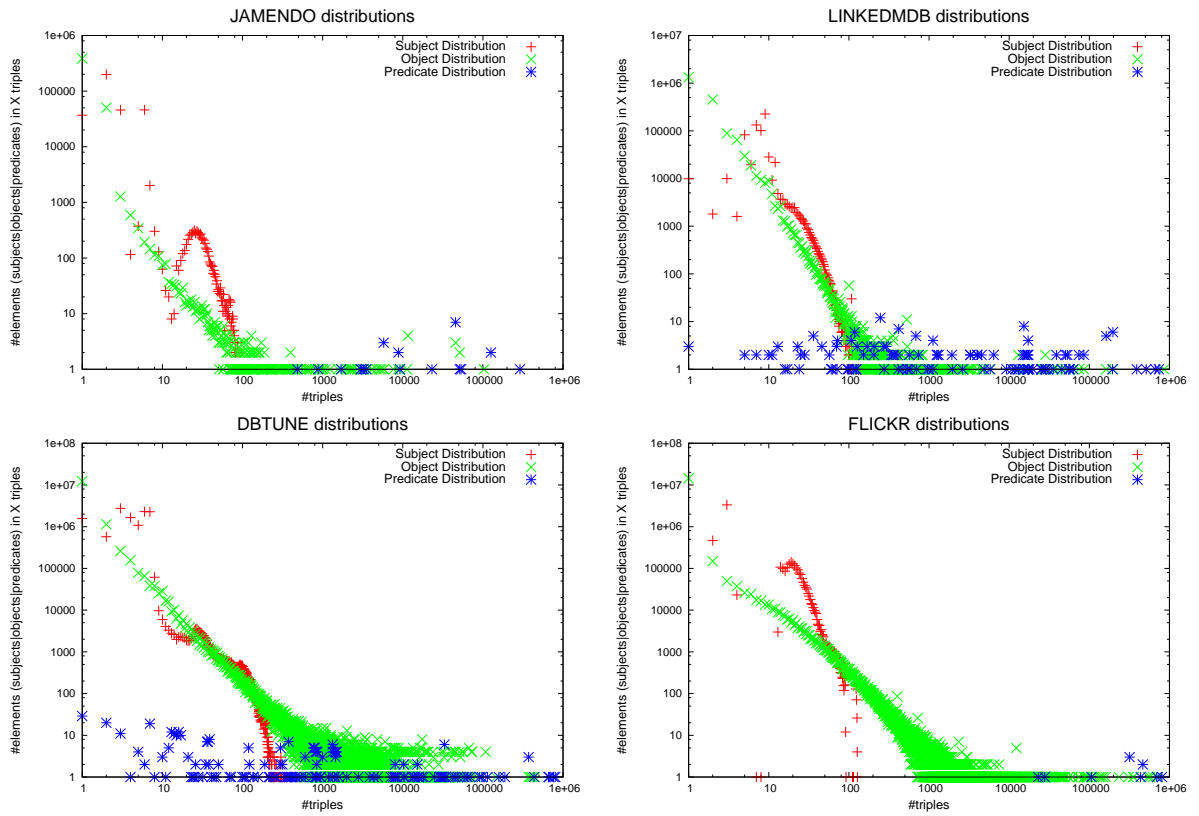 JAMENDO distributions
1e+06
100000
10000
1000
100
10
1
1 10 100 1000 10000 100000 1e+06
#triples
#elements (subjects|objects|predicates) in X triples
Subject Distribution
Object Distribution
Predicate Distribution
LINKEDMDB distributions
1e+07
1e+06
100000
10000
1000
100
10
1
1 10 100 1000 10000 100000 1e+06
#triples
#elements (subjects|objects|predicates) in X triples
Subject Distribution
Object Distribution
Predicate Distribution
DBTUNE distributions
1e+08
1e+07
1e+06
100000
10000
1000
100
10
1
1 10 100 1000 10000 100000 1e+06
#triples
#elements (subjects|objects|predicates) in X triples
Subject Distribution
Object Distribution
Predicate Distribution
FLICKR distributions
1e+08
1e+07
1e+06
100000
10000
1000
100
10
1
1 10 100 1000 10000 100000 1e+06
#triples
#elements (subjects|objects|predicates) in X triples
Subject Distribution
Object Distribution
Predicate Distribution